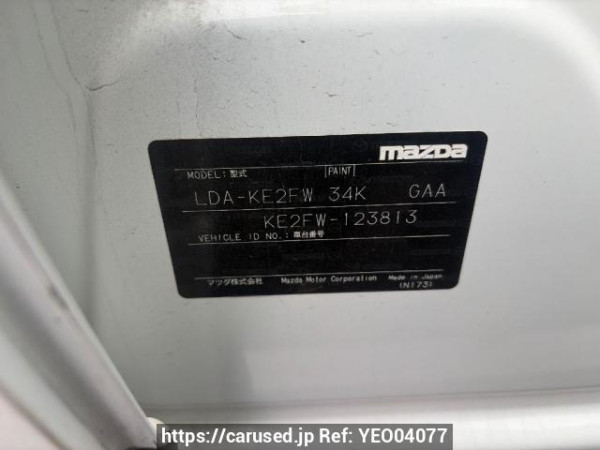 mazda
MODEL:型式 PAINT
LDA-KE2FW 34K GAA
KE2FW-123813
VEHICLE ID NO.:車台番号
マツダ株式会社 Mazda Motor Corporation Made in Japan
(N173)
https://carused.jp Ref: YEO04077